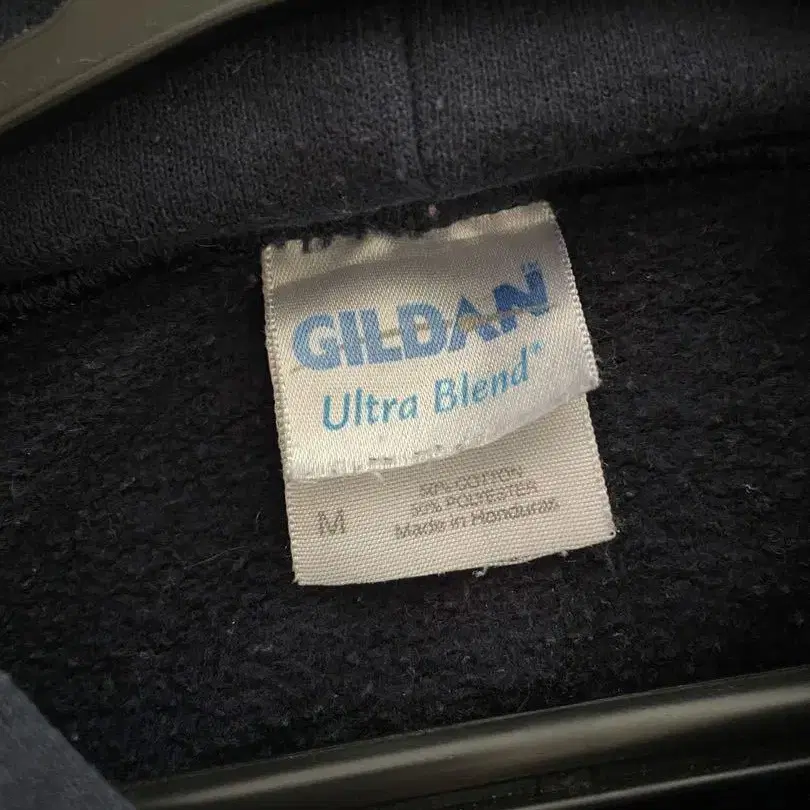 GILDAN
Ultra Blend®
M
50% COTTON
50% POLYESTER
Made in Honduras